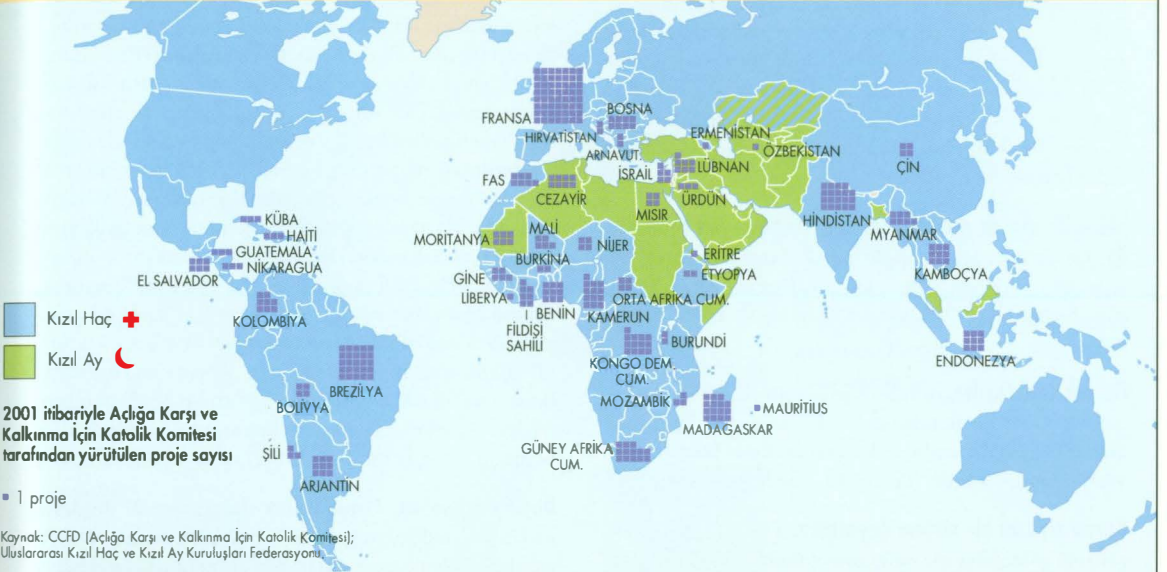 FRANSA
BOSNA
HIRVATİSTAN
ARNAVUT.
ERMENİSTAN
ÖZBEKİSTAN
İSRAİL
LÜBNAN
ÇİN
FAS
CEZAYİR
MISIR
ÜRDÜN
HİNDİSTAN
MYANMAR
KAMBOÇYA
KÜBA
HAİTİ
GUATEMALA
NİKARAGUA
EL SALVADOR
KOLOMBİYA
MORİTANYA
MALİ
NİJER
BURKİNA
ERİTRE
ETYOPYA
GİNE
LİBERYA
FİLDİŞİ
SAHİLİ
BENİN
KAMERUN
ORTA AFRİKA CUM.
BURUNDİ
KONGO DEM.
CUM.
ENDONEZYA
BREZİLYA
BOLİVYA
MOZAMBİK
MADAGASKAR
MAURİTİUS
ŞİLİ
ARJANTİN
GÜNEY AFRİKA
CUM.
Kızıl Haç
Kızıl Ay
2001 itibariyle Açlığa Karşı ve
Kalkınma İçin Katolik Komitesi
tarafından yürütülen proje sayısı
1 proje
Kaynak: CCFD (Açlığa Karşı ve Kalkınma İçin Katolik Komitesi);
Uluslararası Kızıl Haç ve Kızıl Ay Kuruluşları Federasyonu.